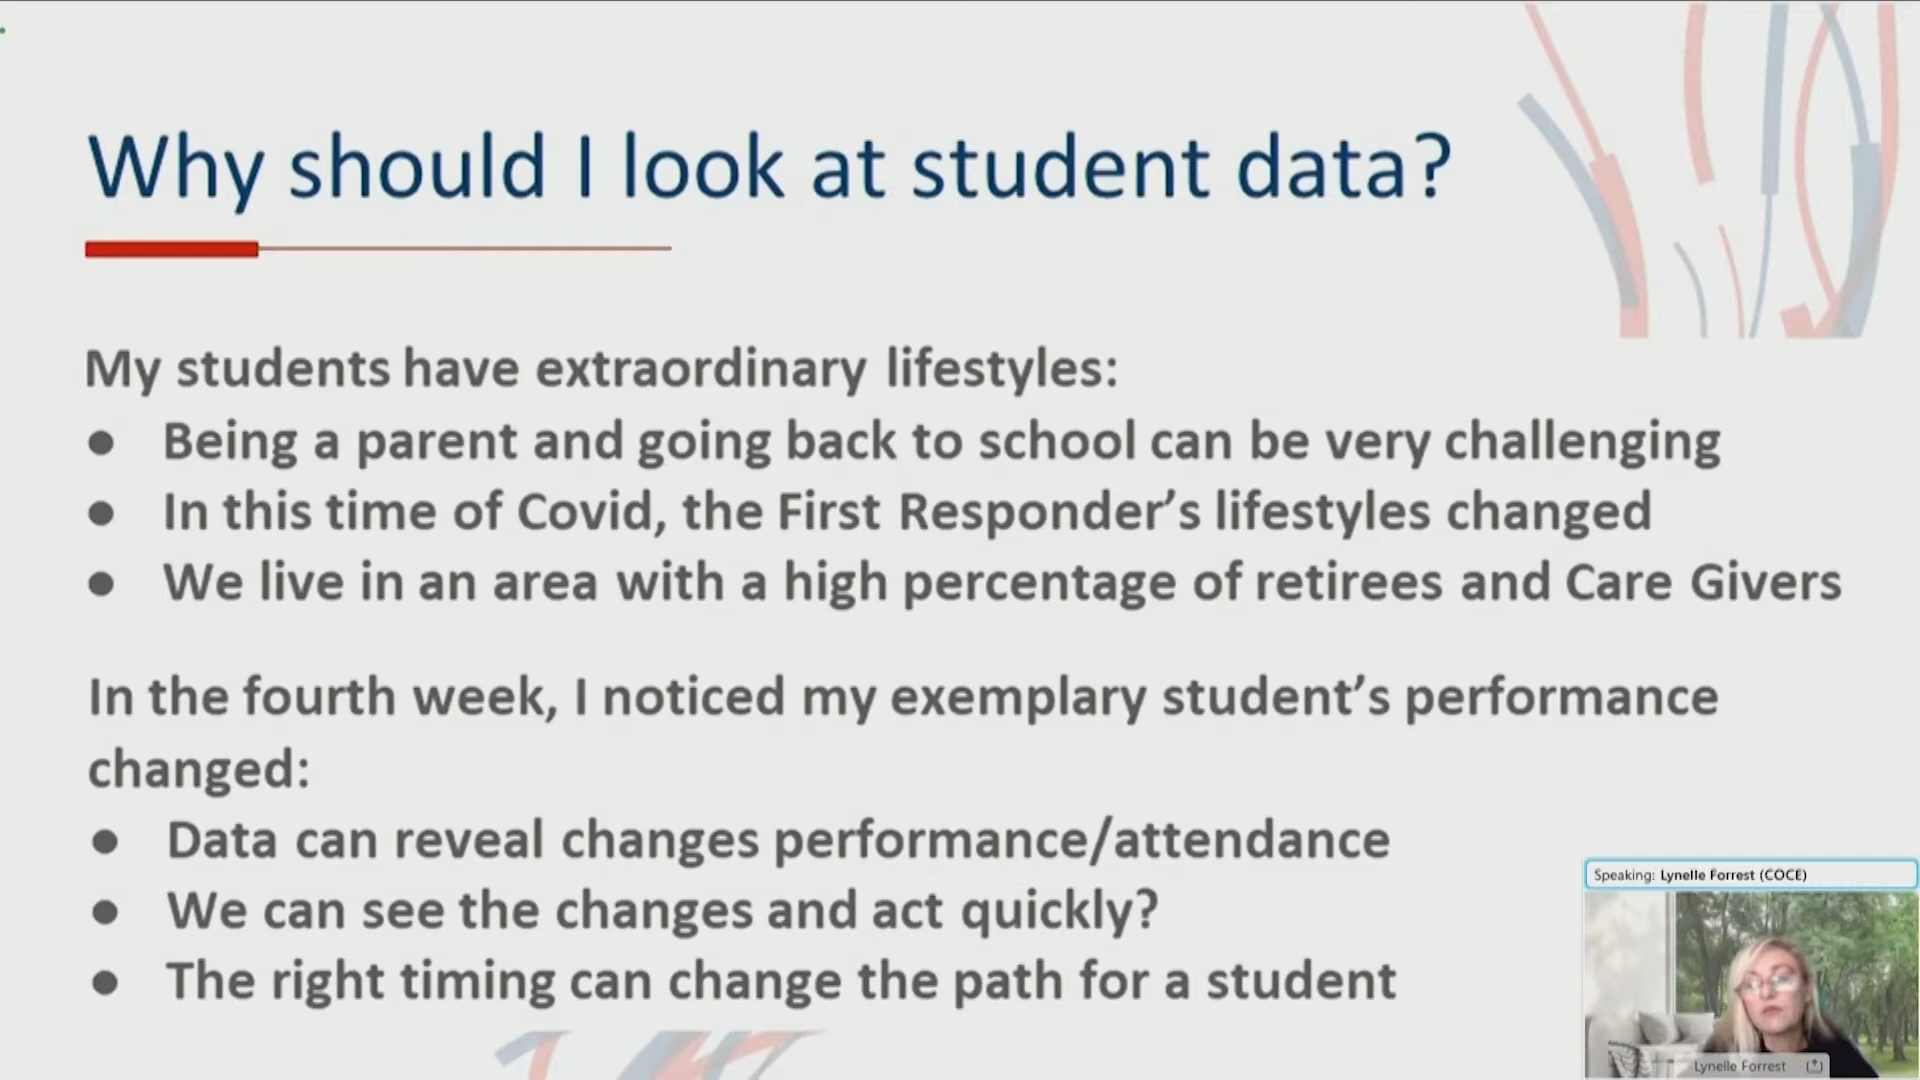 Why should I look at student data?
My students have extraordinary lifestyles:
● Being a parent and going back to school can be very challenging
● In this time of Covid, the First Responder’s lifestyles changed
● We live in an area with a high percentage of retirees and Care Givers
In the fourth week, I noticed my exemplary student’s performance
changed:
● Data can reveal changes performance/attendance
● We can see the changes and act quickly?
● The right timing can change the path for a student
Speaking: Lynelle Forrest (COCE)
Lynelle Forrest